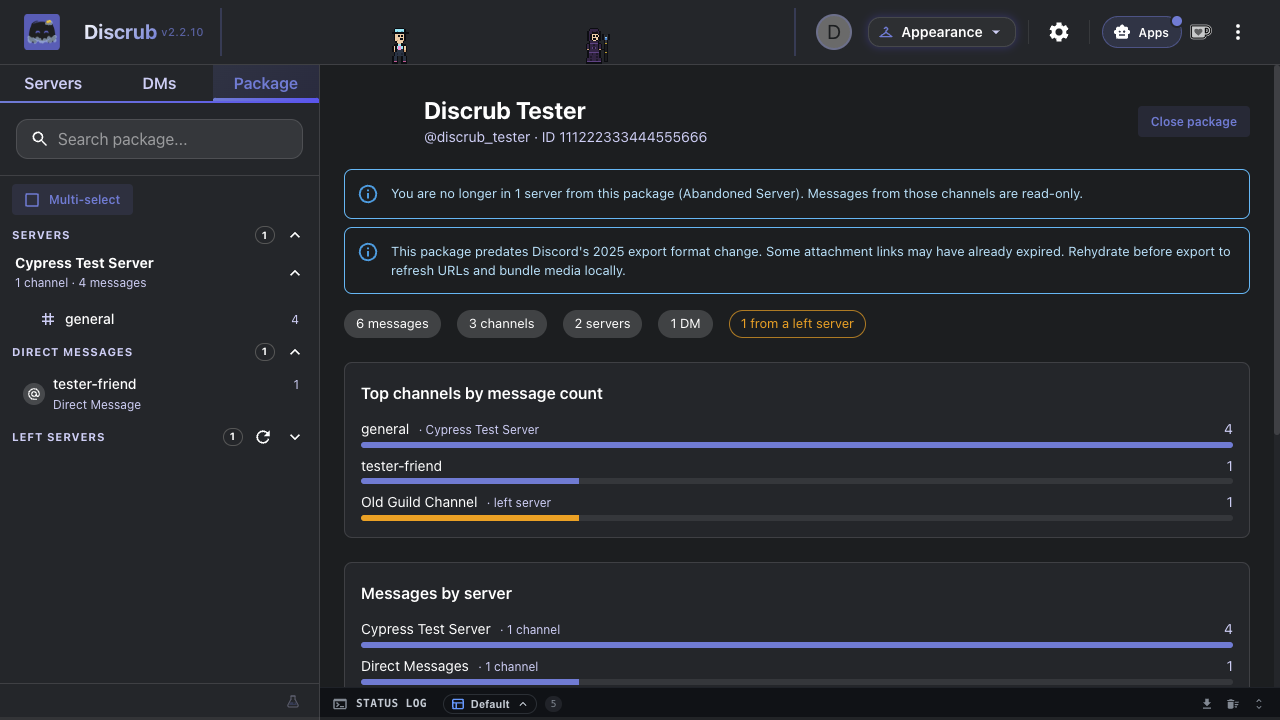 Discrub v2.2.10
D
Appearance
Apps
Servers
DMs
Package
Search package...
Multi-select
SERVERS
1
Cypress Test Server
1 channel · 4 messages
general
4
DIRECT MESSAGES
1
@
tester-friend
1
Direct Message
LEFT SERVERS
1
Discrub Tester
@discrub_tester · ID 111222333444555666
Close package
You are no longer in 1 server from this package (Abandoned Server). Messages from those channels are read-only.
This package predates Discord's 2025 export format change. Some attachment links may have already expired. Rehydrate before export to
refresh URLs and bundle media locally.
6 messages
3 channels
2 servers
1 DM
1 from a left server
Top channels by message count
general · Cypress Test Server
4
tester-friend
1
Old Guild Channel · left server
1
Messages by server
Cypress Test Server · 1 channel
4
Direct Messages · 1 channel
1
STATUS LOG
Default
5